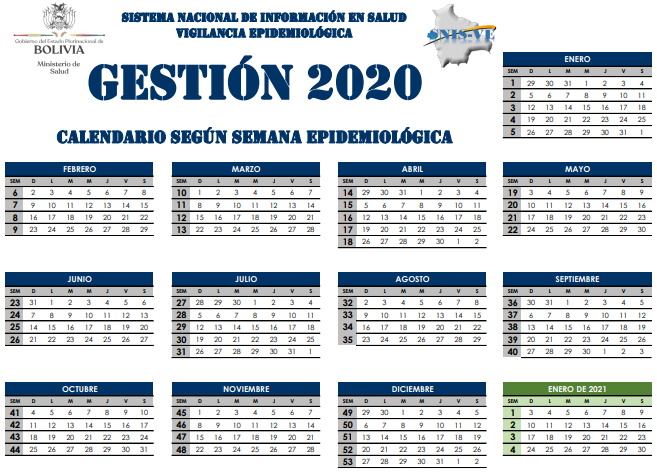 Gobierno del Estado Plurinacional de
BOLIVIA
Ministerio de
Salud
SISTEMA NACIONAL DE INFORMACIÓN EN SALUD
VIGILANCIA EPIDEMIOLÓGICA
SNIS-VE
GESTIÓN 2020
CALENDARIO SEGÚN SEMANA EPIDEMIOLÓGICA
ENERO
SEM D L M M J V S
1 29 30 31 1 2 3 4
2 5 6 7 8 9 10 11
3 12 13 14 15 16 17 18
4 19 20 21 22 23 24 25
5 26 27 28 29 30 31 1
FEBRERO
SEM D L M M J V S
6 2 3 4 5 6 7 8
7 9 10 11 12 13 14 15
8 16 17 18 19 20 21 22
9 23 24 25 26 27 28 29
MARZO
SEM D L M M J V S
10 1 2 3 4 5 6 7
11 8 9 10 11 12 13 14
12 15 16 17 18 19 20 21
13 22 23 24 25 26 27 28
ABRIL
SEM D L M M J V S
14 29 30 31 1 2 3 4
15 5 6 7 8 9 10 11
16 12 13 14 15 16 17 18
17 19 20 21 22 23 24 25
18 26 27 28 29 30 1 2
MAYO
SEM D L M M J V S
19 3 4 5 6 7 8 9
20 10 11 12 13 14 15 16
21 17 18 19 20 21 22 23
22 24 25 26 27 28 29 30
JUNIO
SEM D L M M J V S
23 31 1 2 3 4 5 6
24 7 8 9 10 11 12 13
25 14 15 16 17 18 19 20
26 21 22 23 24 25 26 27
JULIO
SEM D L M M J V S
27 28 29 30 1 2 3 4
28 5 6 7 8 9 10 11
29 12 13 14 15 16 17 18
30 19 20 21 22 23 24 25
31 26 27 28 29 30 31 1
AGOSTO
SEM D L M M J V S
32 2 3 4 5 6 7 8
33 9 10 11 12 13 14 15
34 16 17 18 19 20 21 22
35 23 24 25 26 27 28 29
SEPTIEMBRE
SEM D L M M J V S
36 30 31 1 2 3 4 5
37 6 7 8 9 10 11 12
38 13 14 15 16 17 18 19
39 20 21 22 23 24 25 26
40 27 28 29 30 1 2 3
OCTUBRE
SEM D L M M J V S
41 4 5 6 7 8 9 10
42 11 12 13 14 15 16 17
43 18 19 20 21 22 23 24
44 25 26 27 28 29 30 31
NOVIEMBRE
SEM D L M M J V S
45 1 2 3 4 5 6 7
46 8 9 10 11 12 13 14
47 15 16 17 18 19 20 21
48 22 23 24 25 26 27 28
DICIEMBRE
SEM D L M M J V S
49 29 30 1 2 3 4 5
50 6 7 8 9 10 11 12
51 13 14 15 16 17 18 19
52 20 21 22 23 24 25 26
53 27 28 29 30 31 1 2
ENERO DE 2021
SEM D L M M J V S
1 3 4 5 6 7 8 9
2 10 11 12 13 14 15 16
3 17 18 19 20 21 22 23
4 24 25 26 27 28 29 30